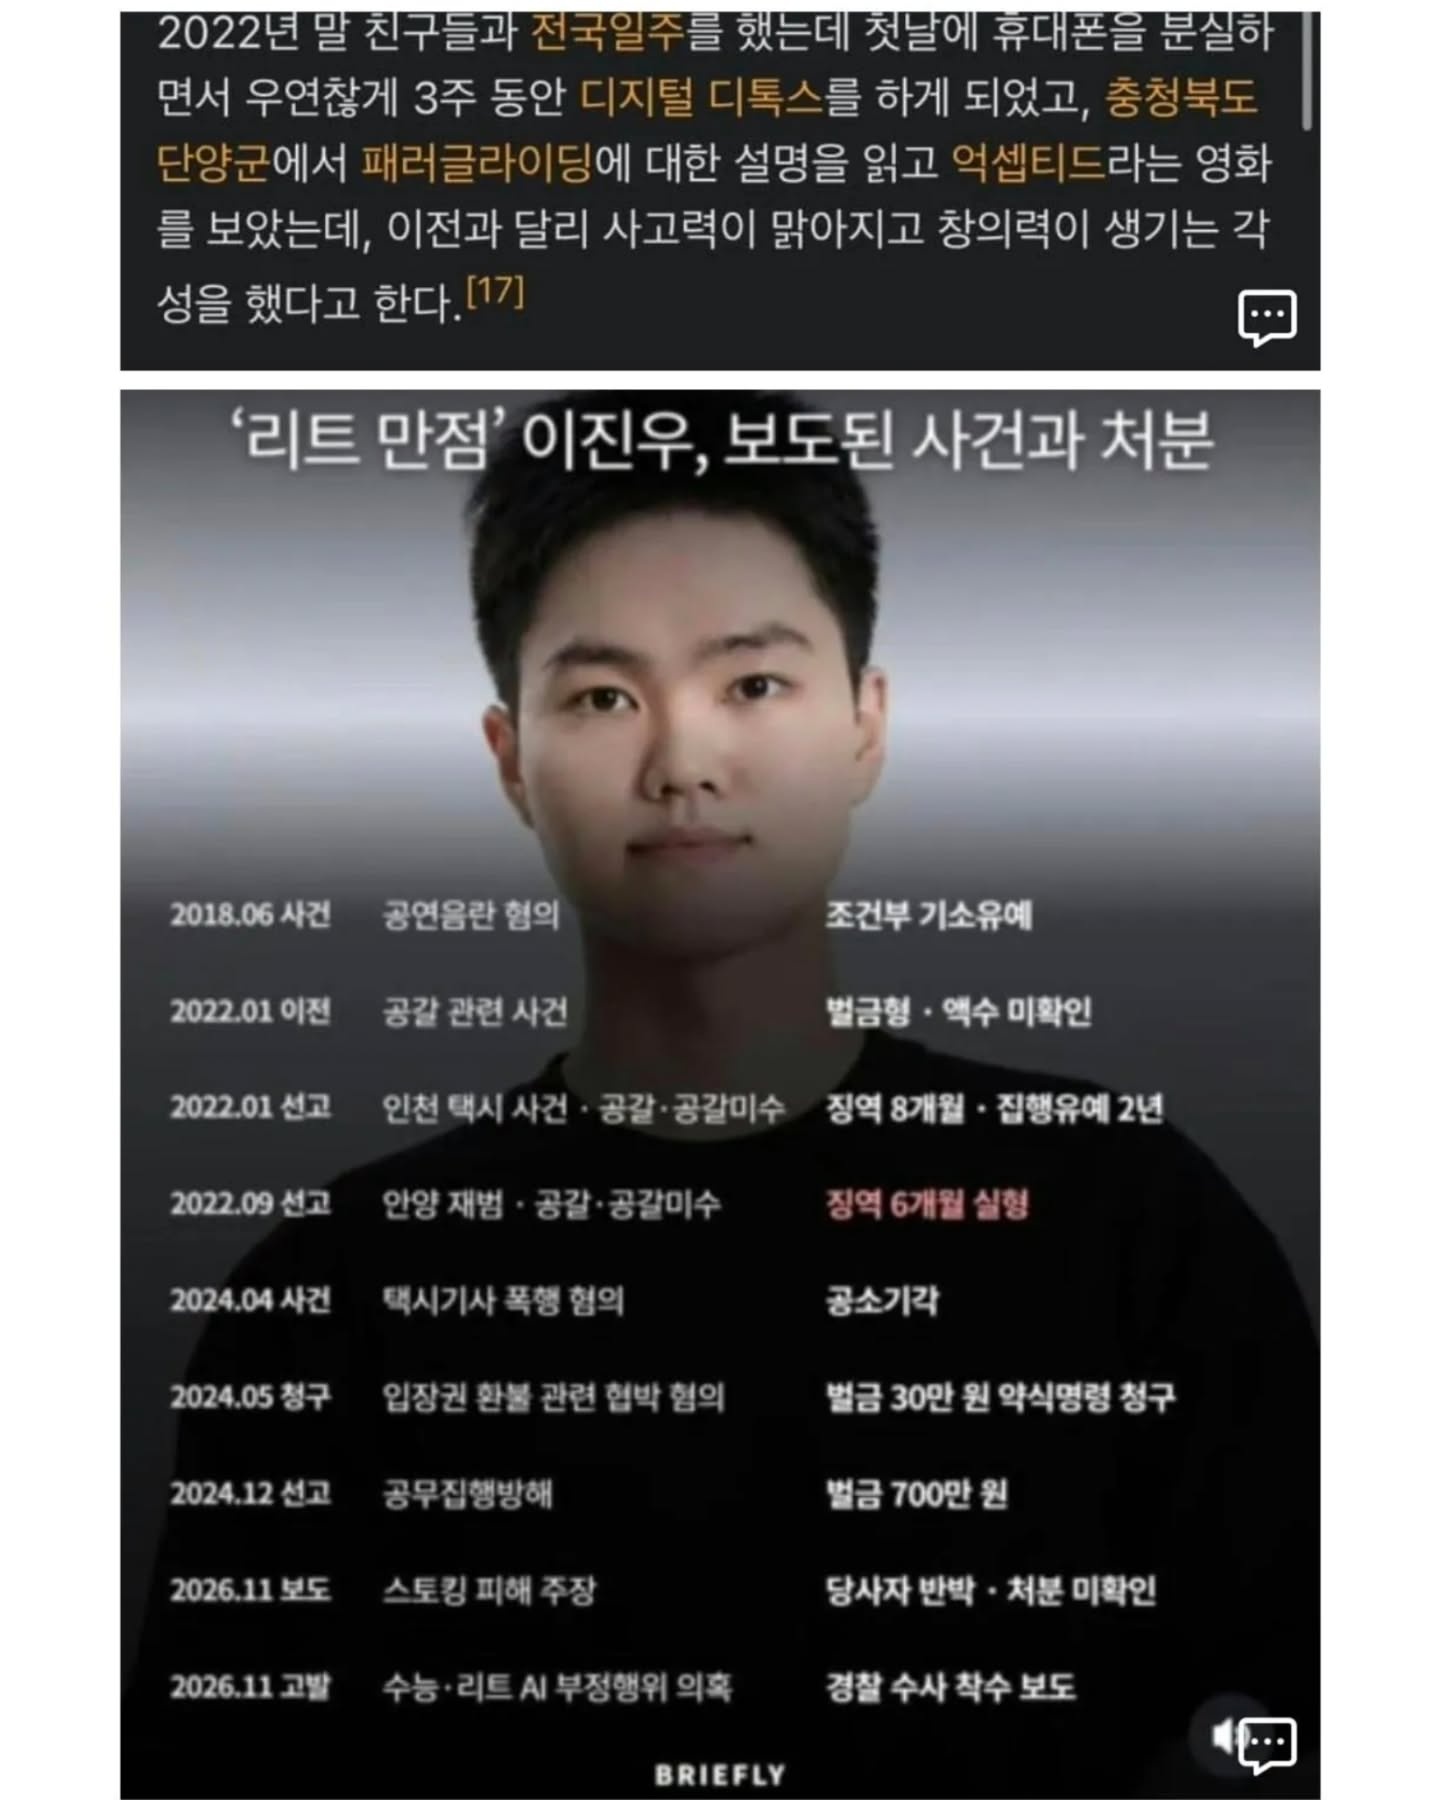 2022년 말 친구들과 전국일주를 했는데 첫날에 휴대폰을 분실하
면서 우연찮게 3주 동안 디지털 디톡스를 하게 되었고, 충청북도
단양군에서 패러글라이딩에 대한 설명을 읽고 억셉티드라는 영화
를 보았는데, 이전과 달리 사고력이 맑아지고 창의력이 생기는 각
성을 했다고 한다.[17]
‘리트 만점’ 이진우, 보도된 사건과 처분
2018.06 사건 공연음란 혐의 조건부 기소유예
2022.01 이전 공갈 관련 사건 벌금형 · 액수 미확인
2022.01 선고 인천 택시 사건 · 공갈·공갈미수 징역 8개월 · 집행유예 2년
2022.09 선고 안양 재범 · 공갈·공갈미수 징역 6개월 실형
2024.04 사건 택시기사 폭행 혐의 공소기각
2024.05 청구 입장권 환불 관련 협박 혐의 벌금 30만 원 약식명령 청구
2024.12 선고 공무집행방해 벌금 700만 원
2026.11 보도 스토킹 피해 주장 당사자 반박 · 처분 미확인
2026.11 고발 수능·리트 AI 부정행위 의혹 경찰 수사 착수 보도
BRIEFLY